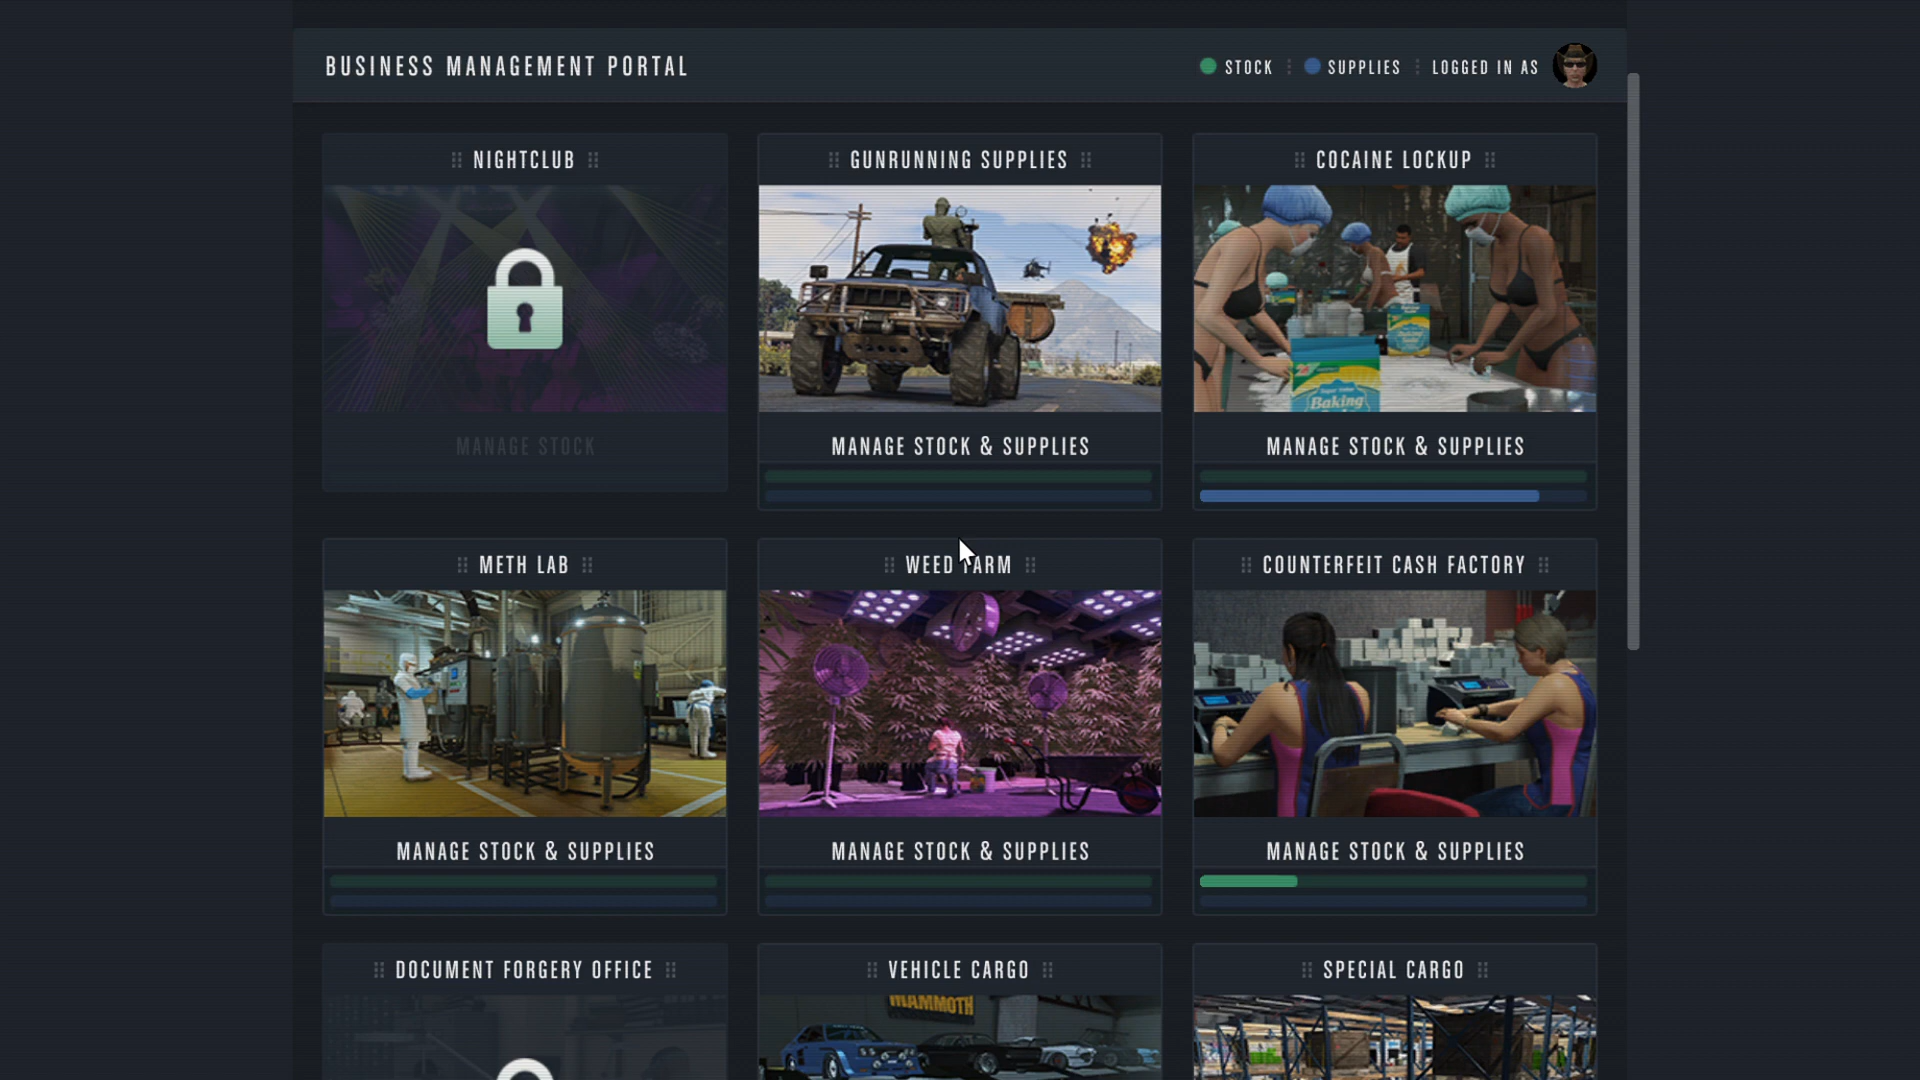 BUSINESS MANAGEMENT PORTAL
STOCK SUPPLIES LOGGED IN AS
NIGHTCLUB
MANAGE STOCK
GUNRUNNING SUPPLIES
MANAGE STOCK & SUPPLIES
COCAINE LOCKUP
Baking
MANAGE STOCK & SUPPLIES
METH LAB
MANAGE STOCK & SUPPLIES
WEED FARM
MANAGE STOCK & SUPPLIES
COUNTERFEIT CASH FACTORY
MANAGE STOCK & SUPPLIES
DOCUMENT FORGERY OFFICE
VEHICLE CARGO
MAMMOTH
SPECIAL CARGO